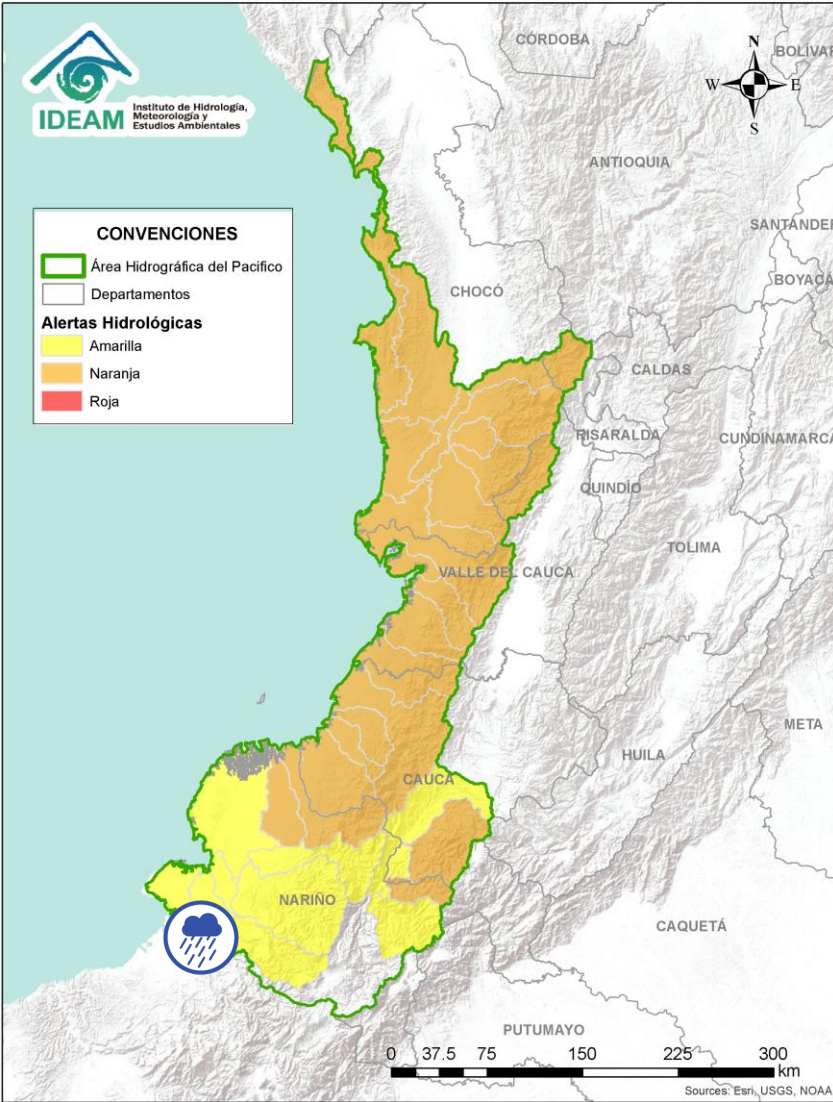 IDEAM
Instituto de Hidrología,
Meteorología y
Estudios Ambientales
CÓRDOBA
BOLÍVAR
N
W E
S
ANTIOQUIA
SANTANDER
BOYACÁ
CONVENCIONES
Área Hidrográfica del Pacifico
Departamentos
Alertas Hidrológicas
Amarilla
Naranja
Roja
CHOCÓ
CALDAS
RISARALDA
CUNDINAMARCA
QUINDÍO
TOLIMA
VALLE DEL CAUCA
META
HUILA
CAUCA
NARIÑO
CAQUETÁ
PUTUMAYO
0 37.5 75 150 225 300
km
Sources: Esri, USGS, NOAA